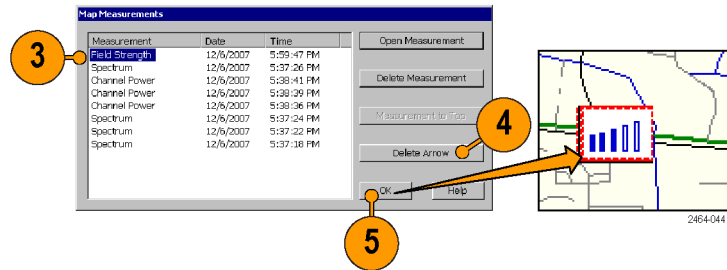 Map Measurements
Measurement Date Time
Field Strength 12/6/2007 5:59:47 PM
Spectrum 12/6/2007 5:37:26 PM
Channel Power 12/6/2007 5:38:41 PM
Channel Power 12/6/2007 5:38:39 PM
Channel Power 12/6/2007 5:38:36 PM
Spectrum 12/6/2007 5:37:24 PM
Spectrum 12/6/2007 5:37:22 PM
Spectrum 12/6/2007 5:37:18 PM
Open Measurement
Delete Measurement
Measurement to Top
Delete Arrow
OK Help
3
4
5
2464-044